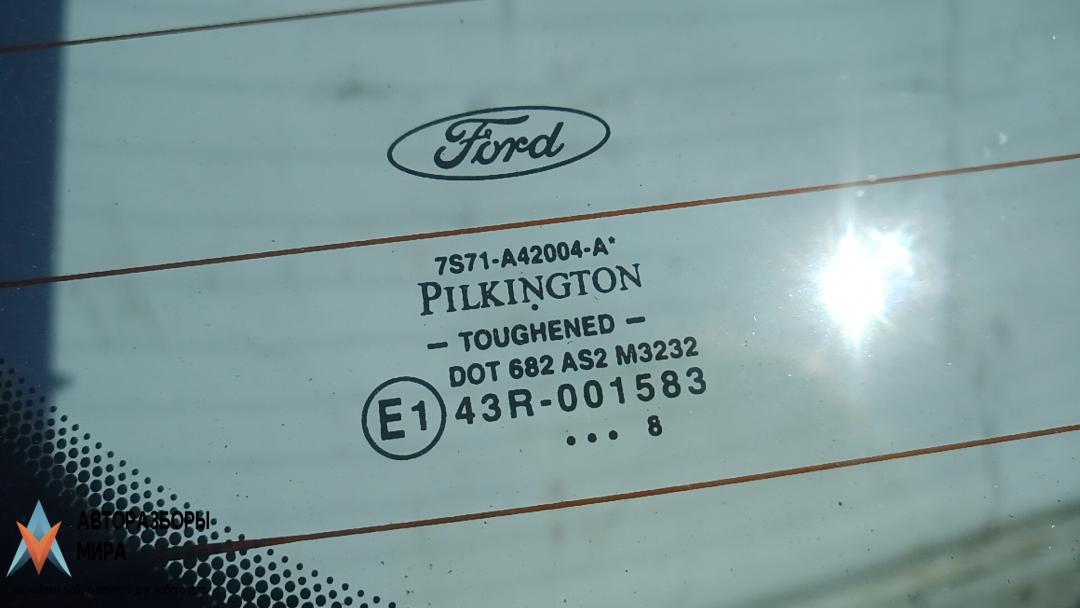 Ford
7S71-A42004-A*
PILKINGTON
– TOUGHENED –
DOT 682 AS2 M3232
E1 43R-001583
••• 8
АВТОРАЗБОРЫ
МИРА